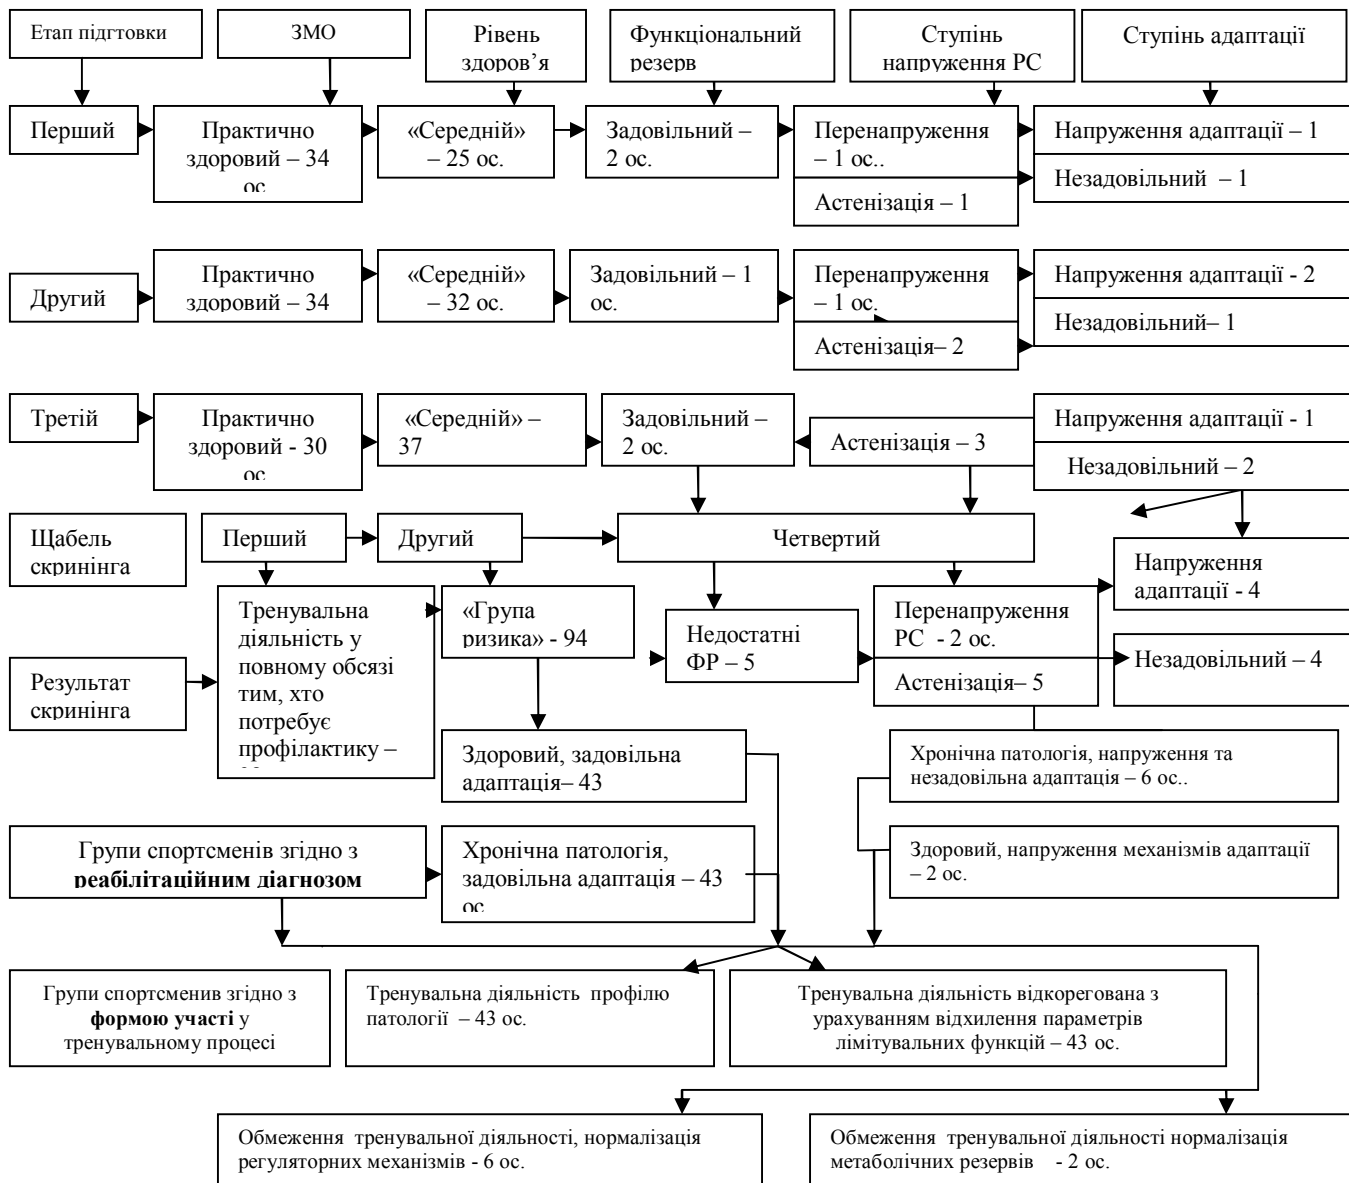 Етап підгтовки
ЗМО
Рівень
здоров’я
Функціональний
резерв
Ступінь
напруження РС
Ступінь адаптації
Перший
Практично
здоровий – 34
ос
«Середній»
– 25 ос.
Задовільний –
2 ос.
Перенапруження
– 1 ос..
Астенізація – 1
Напруження адаптації – 1
Незадовільний – 1
Другий
Практично
здоровий – 34
«Середній»
– 32 ос.
Задовільний – 1
ос.
Перенапруження
– 1 ос.
Астенізація– 2
Напруження адаптації - 2
Незадовільний– 1
Третій
Практично
здоровий - 30
ос
«Середній» –
37
Задовільний –
2 ос.
Астенізація – 3
Напруження адаптації - 1
Незадовільний – 2
Щабель
скринінга
Перший
Другий
Четвертий
Напруження
адаптації - 4
Результат
скринінга
Тренувальна
діяльність у
повному обсязі
тим, хто
потребує
профілактику –
«Група
ризика» - 94
Недостатні
ФР – 5
Перенапруження
РС - 2 ос.
Астенізація– 5
Незадовільний – 4
Здоровий, задовільна
адаптація– 43
Хронічна патологія, напруження та
незадовільна адаптація – 6 ос..
Групи спортсменів згідно з
реабілітаційним діагнозом
Хронічна патологія,
задовільна адаптація – 43
ос
Здоровий, напруження механізмів адаптації
– 2 ос.
Групи спортсменив згідно з
формою участі у
тренувальному процесі
Тренувальна діяльність профілю
патології – 43 ос.
Тренувальна діяльність відкорегована з
урахуванням відхилення параметрів
лімітувальних функцій – 43 ос.
Обмеження тренувальної діяльності, нормалізація
регуляторних механізмів - 6 ос.
Обмеження тренувальної діяльності нормалізація
метаболічних резервів - 2 ос.